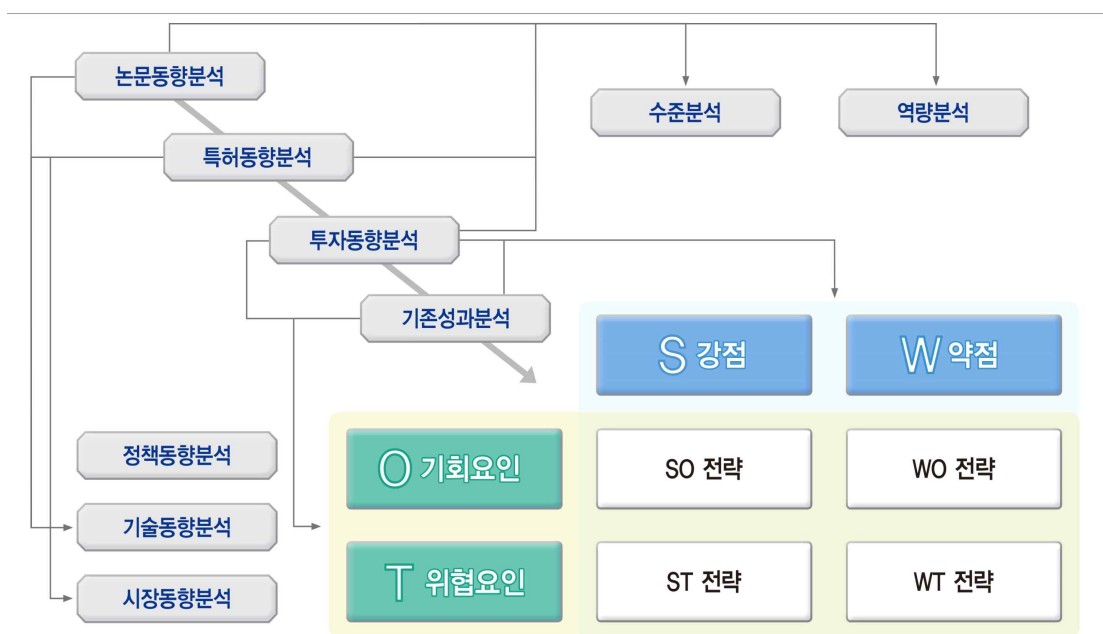 논문동향분석
수준분석
역량분석
특허동향분석
투자동향분석
기존성과분석
S 강점
W 약점
정책동향분석
O 기회요인
SO 전략
WO 전략
기술동향분석
시장동향분석
T 위협요인
ST 전략
WT 전략